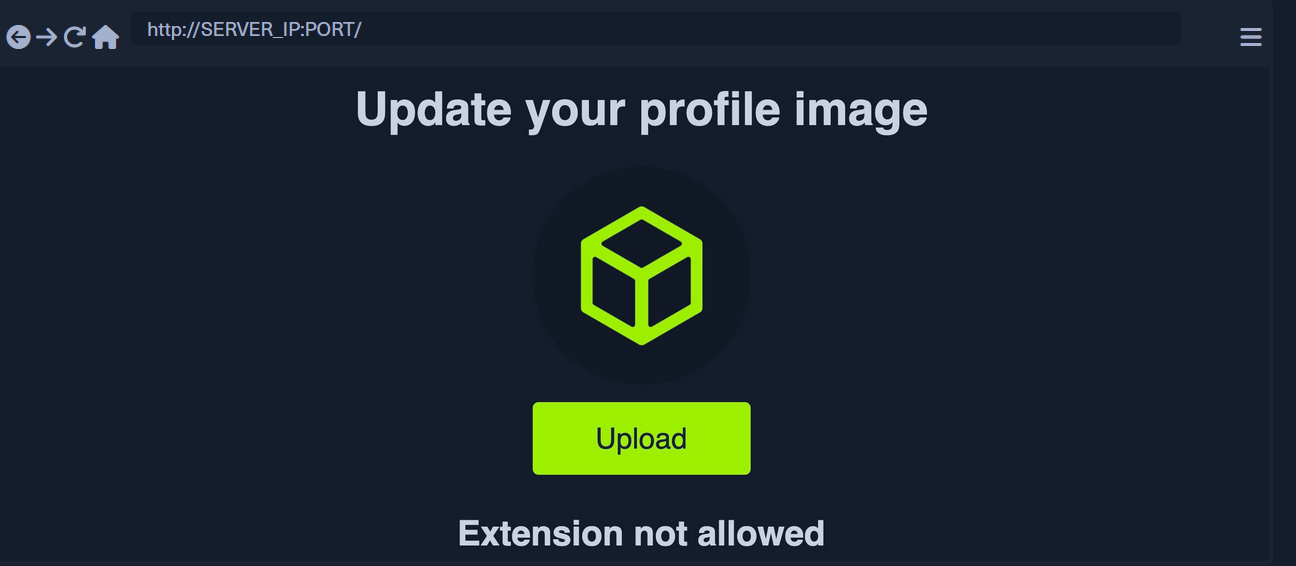 http://SERVER_IP:PORT/
Update your profile image
Upload
Extension not allowed